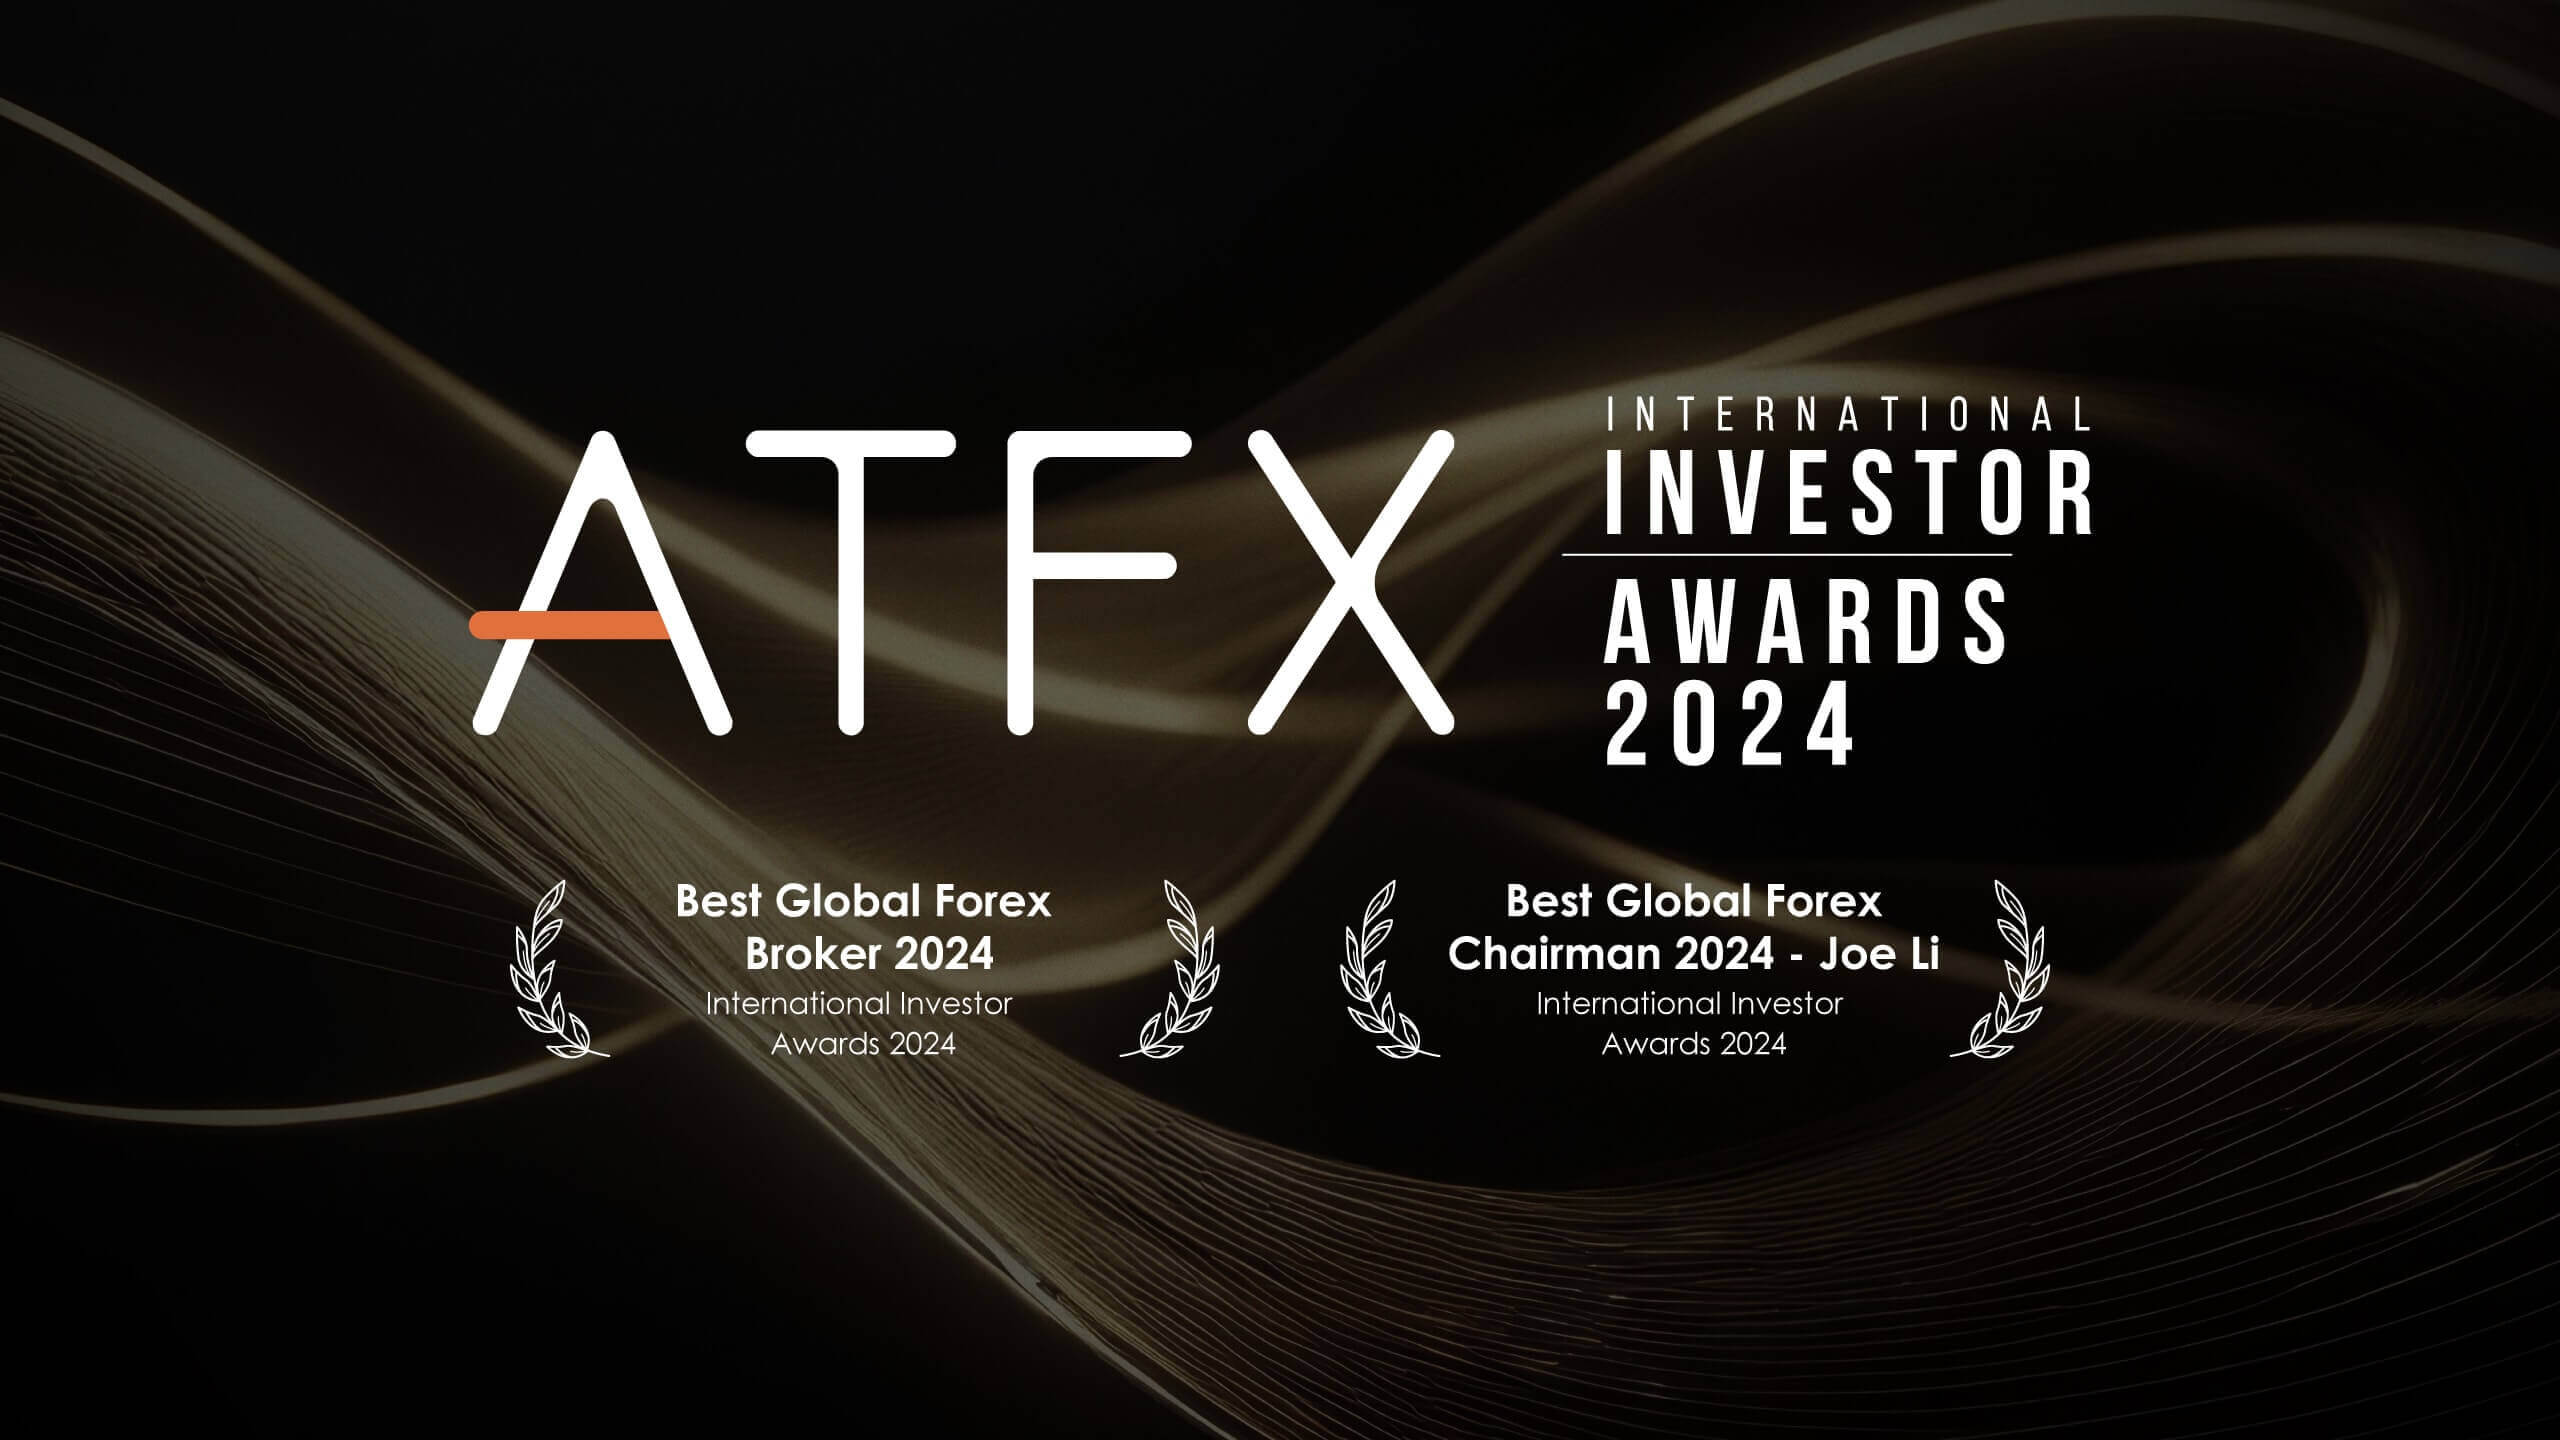 ATFX
INTERNATIONAL
INVESTOR
AWARDS
2024
Best Global Forex
Broker 2024
International Investor
Awards 2024
Best Global Forex
Chairman 2024 - Joe Li
International Investor
Awards 2024